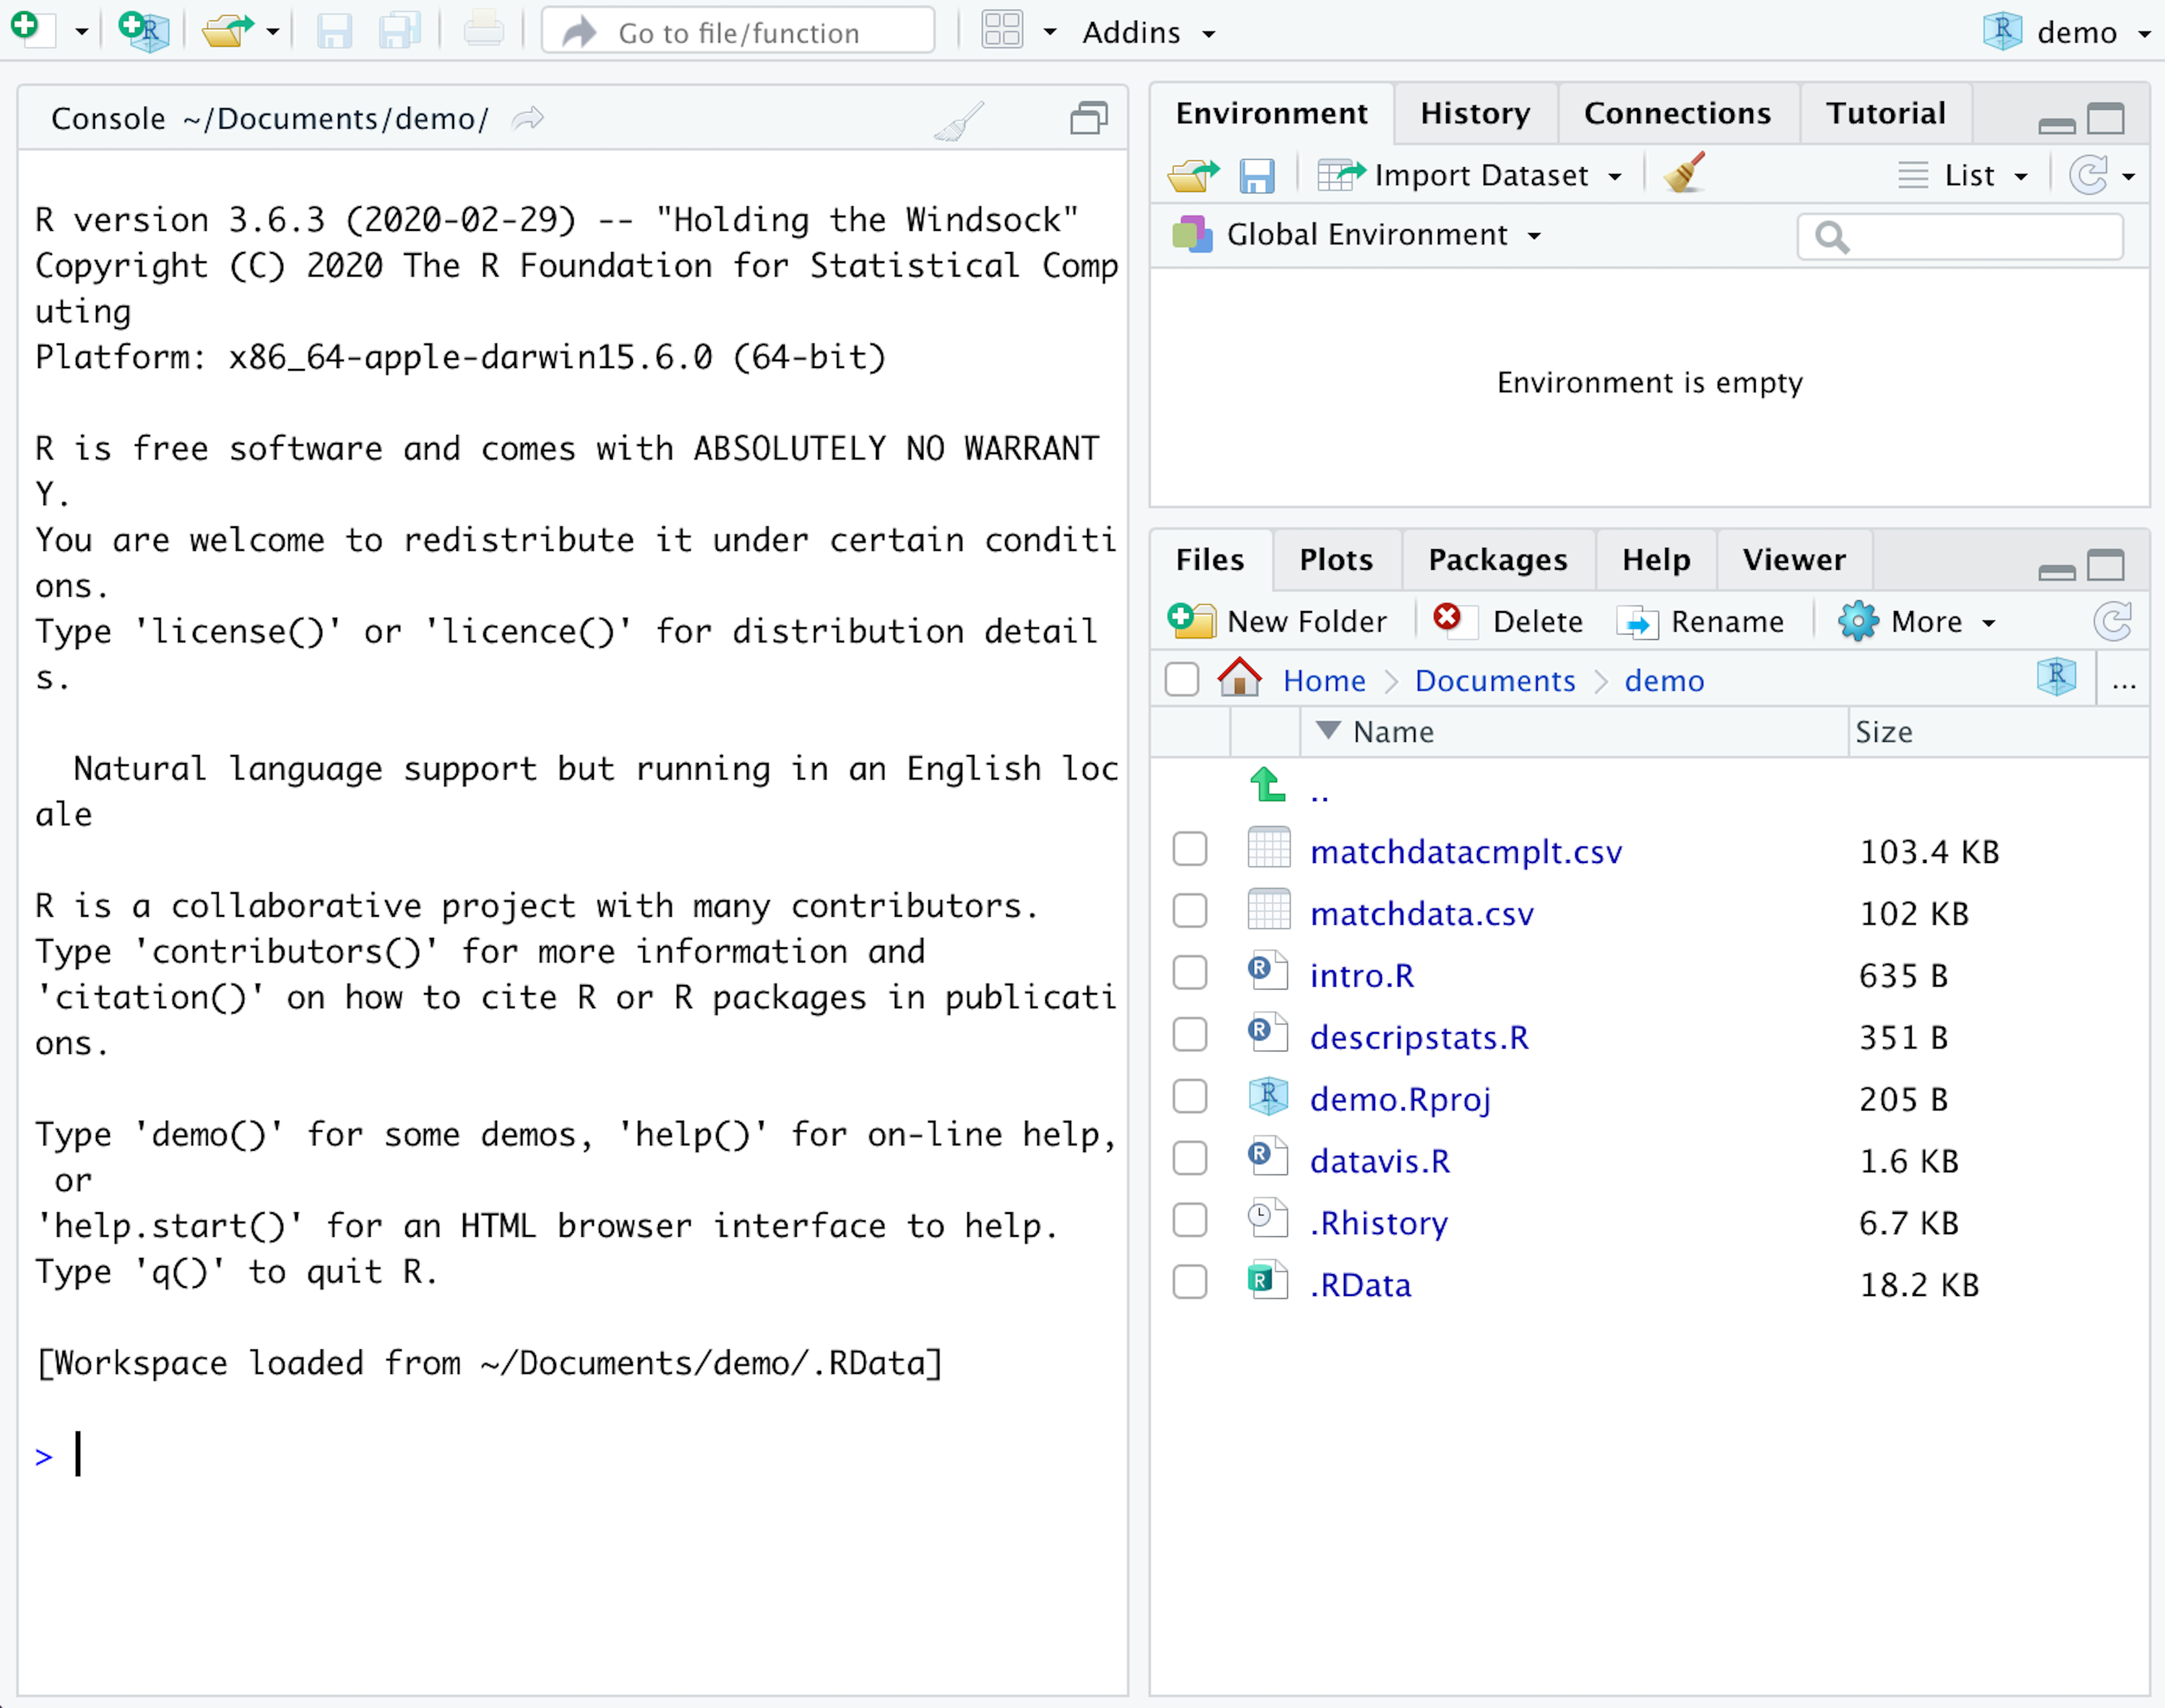 Go to file/function
Addins
demo
Console ~/Documents/demo/
R version 3.6.3 (2020-02-29) -- "Holding the Windsock"
Copyright (C) 2020 The R Foundation for Statistical Comp
uting
Platform: x86_64-apple-darwin15.6.0 (64-bit)
R is free software and comes with ABSOLUTELY NO WARRANT
Y.
You are welcome to redistribute it under certain conditi
ons.
Type 'license()' or 'licence()' for distribution detail
s.
Natural language support but running in an English loc
ale
R is a collaborative project with many contributors.
Type 'contributors()' for more information and
'citation()' on how to cite R or R packages in publicati
ons.
Type 'demo()' for some demos, 'help()' for on-line help,
or
'help.start()' for an HTML browser interface to help.
Type 'q()' to quit R.
[Workspace loaded from ~/Documents/demo/.RData]
>
Environment History Connections Tutorial
Import Dataset List
Global Environment
Environment is empty
Files Plots Packages Help Viewer
New Folder Delete Rename More
Home Documents demo ...
Name Size
..
matchdatacmplt.csv 103.4 KB
matchdata.csv 102 KB
intro.R 635 B
descripstats.R 351 B
demo.Rproj 205 B
datavis.R 1.6 KB
.Rhistory 6.7 KB
.RData 18.2 KB